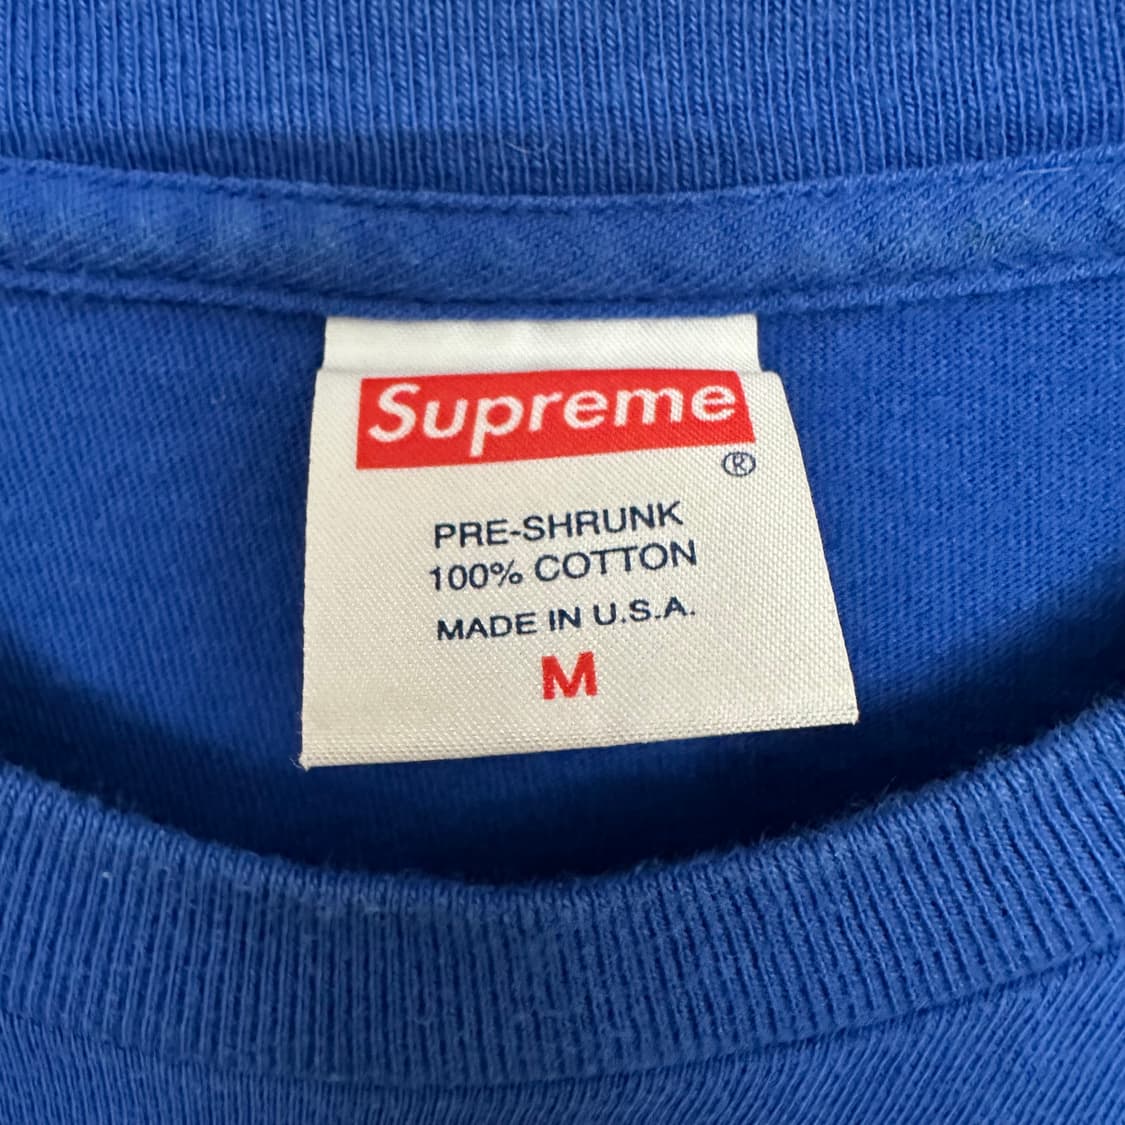 Supreme
®
PRE-SHRUNK
100% COTTON
MADE IN U.S.A.
M